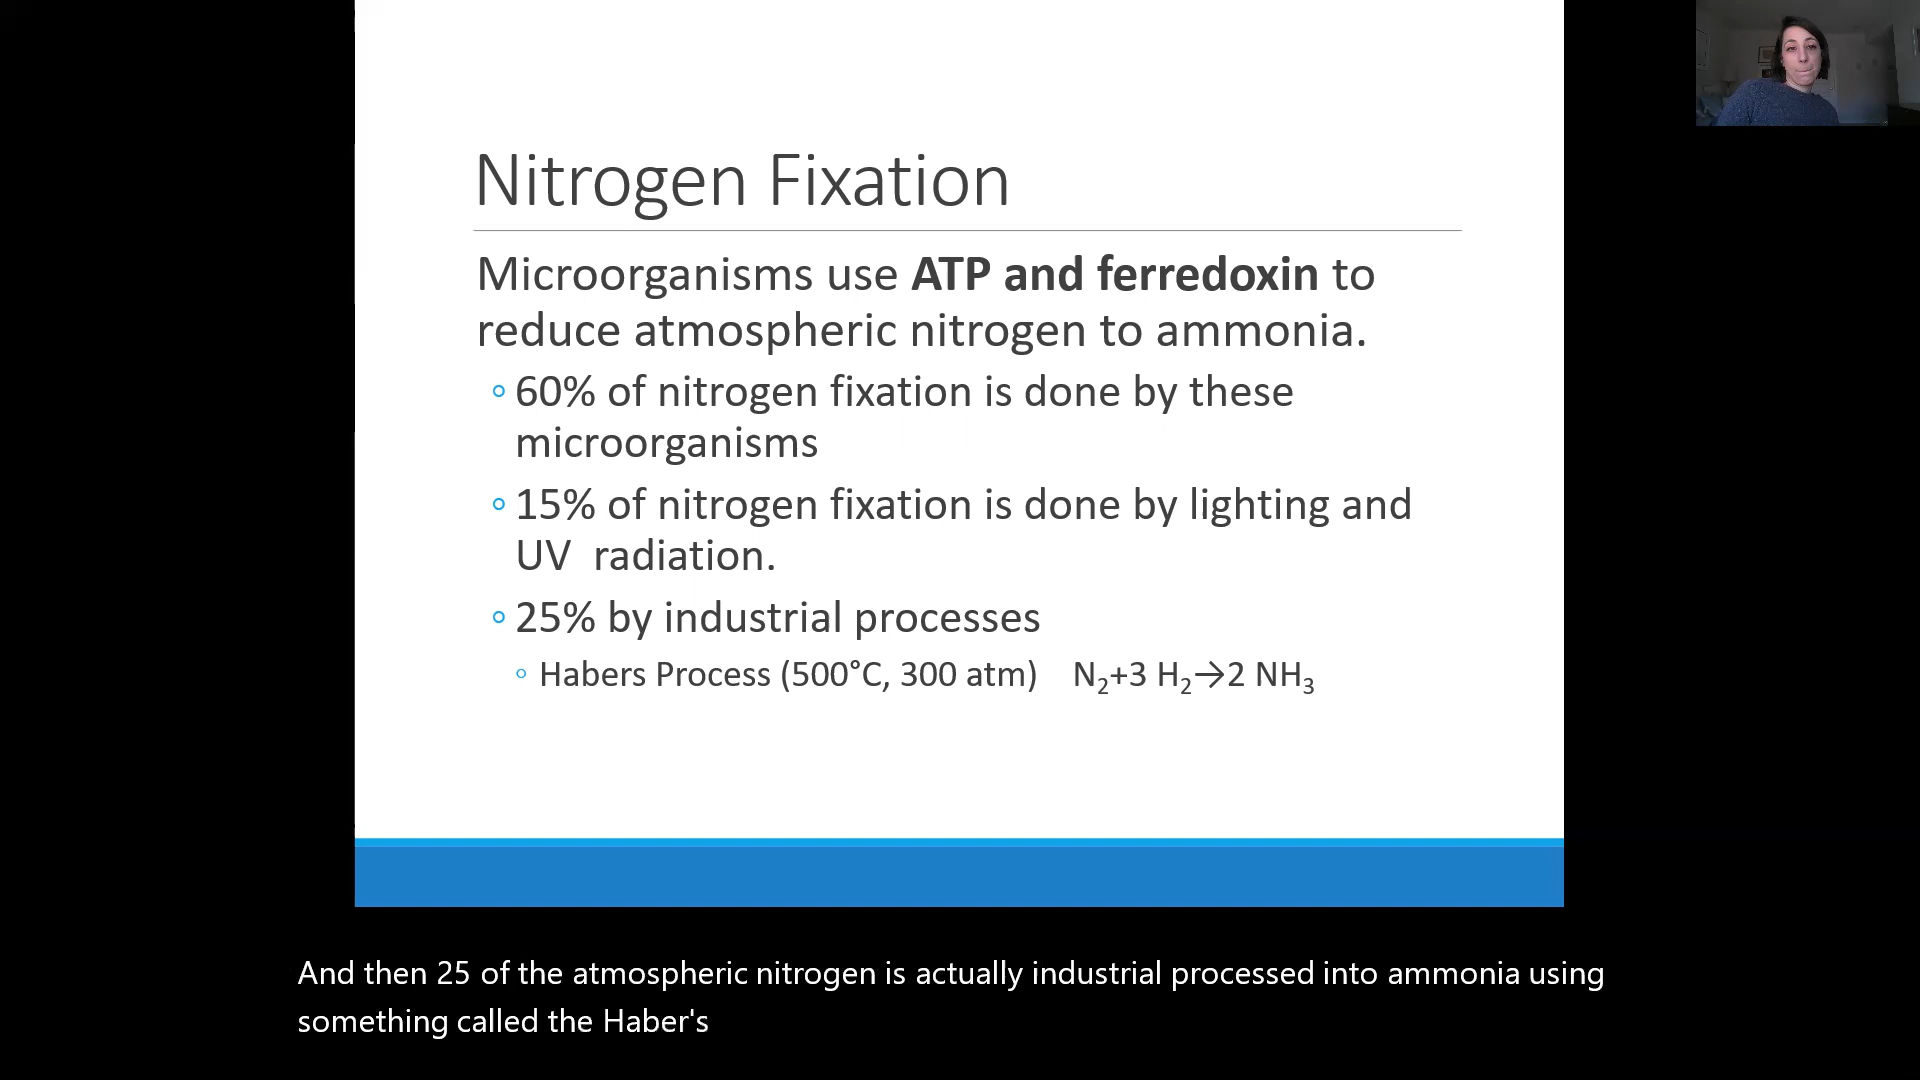 Nitrogen Fixation
Microorganisms use ATP and ferredoxin to
reduce atmospheric nitrogen to ammonia.
◦ 60% of nitrogen fixation is done by these
microorganisms
◦ 15% of nitrogen fixation is done by lighting and
UV  radiation.
◦ 25% by industrial processes
◦ Habers Process (500°C, 300 atm)    N₂+3 H₂→2 NH₃
And then 25 of the atmospheric nitrogen is actually industrial processed into ammonia using
something called the Haber's